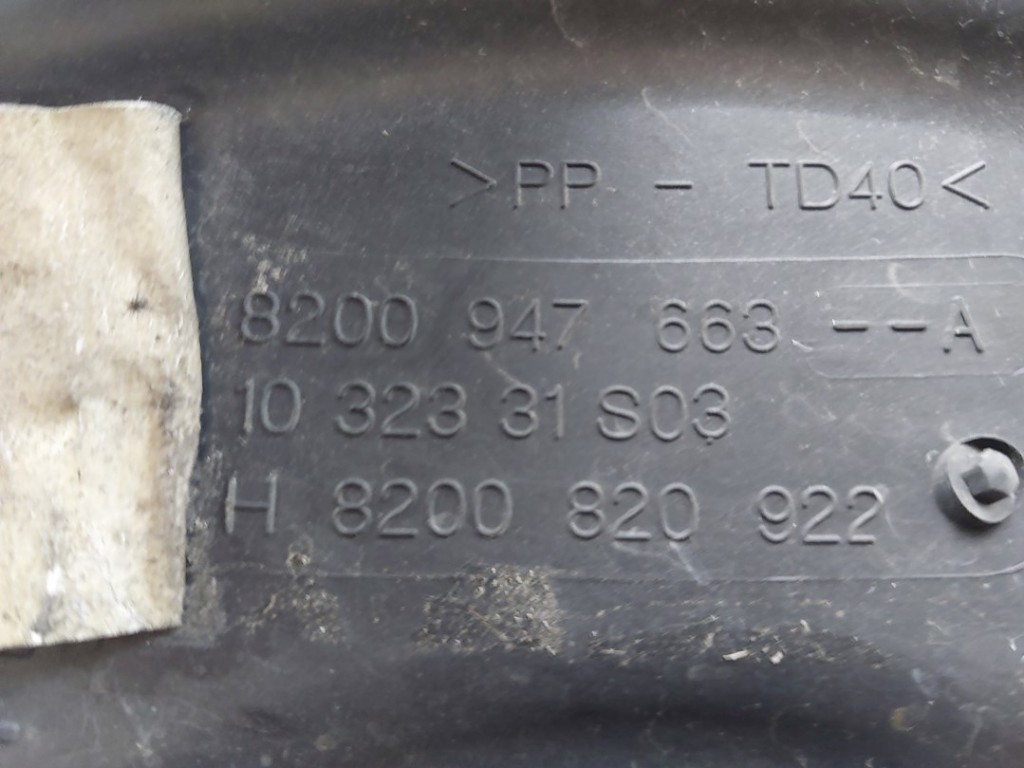 >PP - TD40<
8200 947 663 --A
10 323 31 S03
H 8200 820 922